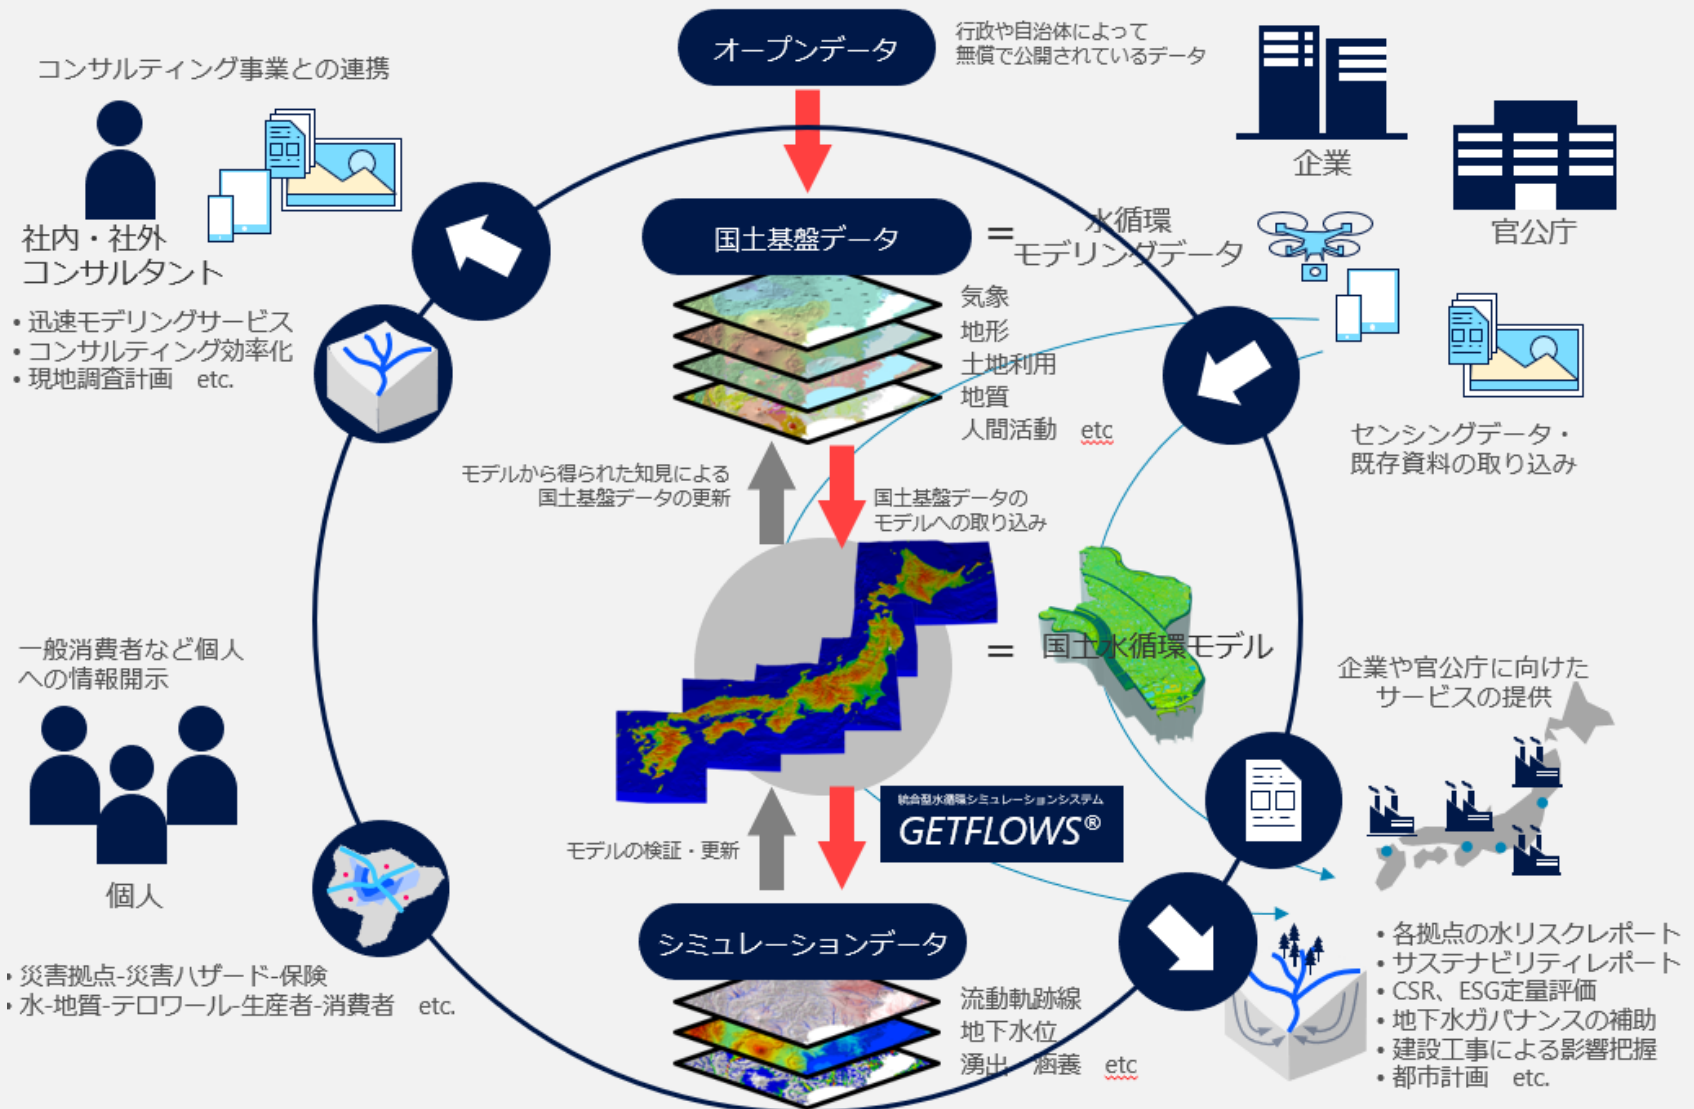 オープンデータ
行政や自治体によって
無償で公開されているデータ
コンサルティング事業との連携
企業
官公庁
社内・社外
コンサルタント
• 迅速モデリングサービス
• コンサルティング効率化
• 現地調査計画　etc.
国土基盤データ
=
水循環
モデリングデータ
気象
地形
土地利用
地質
人間活動　etc
センシングデータ・
既存資料の取り込み
モデルから得られた知見による
国土基盤データの更新
国土基盤データの
モデルへの取り込み
=
国土水循環モデル
一般消費者など個人
への情報開示
個人
• 災害拠点-災害ハザード-保険
• 水-地質-テロワール-生産者-消費者　etc.
企業や官公庁に向けた
サービスの提供
統合型水循環シミュレーションシステム
GETFLOWS®
モデルの検証・更新
シミュレーションデータ
流動軌跡線
地下水位
湧出・涵養　etc
• 各拠点の水リスクレポート
• サステナビリティレポート
• CSR、ESG定量評価
• 地下水ガバナンスの補助
• 建設工事による影響把握
• 都市計画　etc.